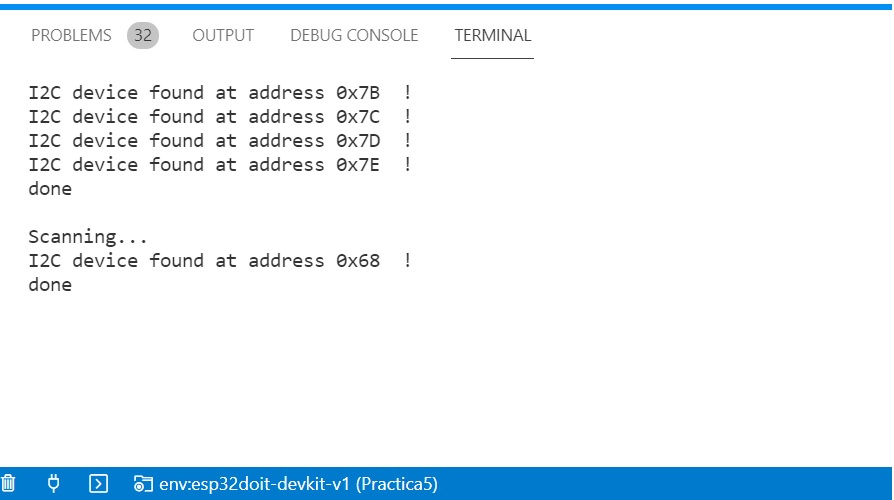 PROBLEMS 32 OUTPUT DEBUG CONSOLE TERMINAL
I2C device found at address 0x7B  !
I2C device found at address 0x7C  !
I2C device found at address 0x7D  !
I2C device found at address 0x7E  !
done
Scanning...
I2C device found at address 0x68  !
done
env:esp32doit-devkit-v1 (Practica5)